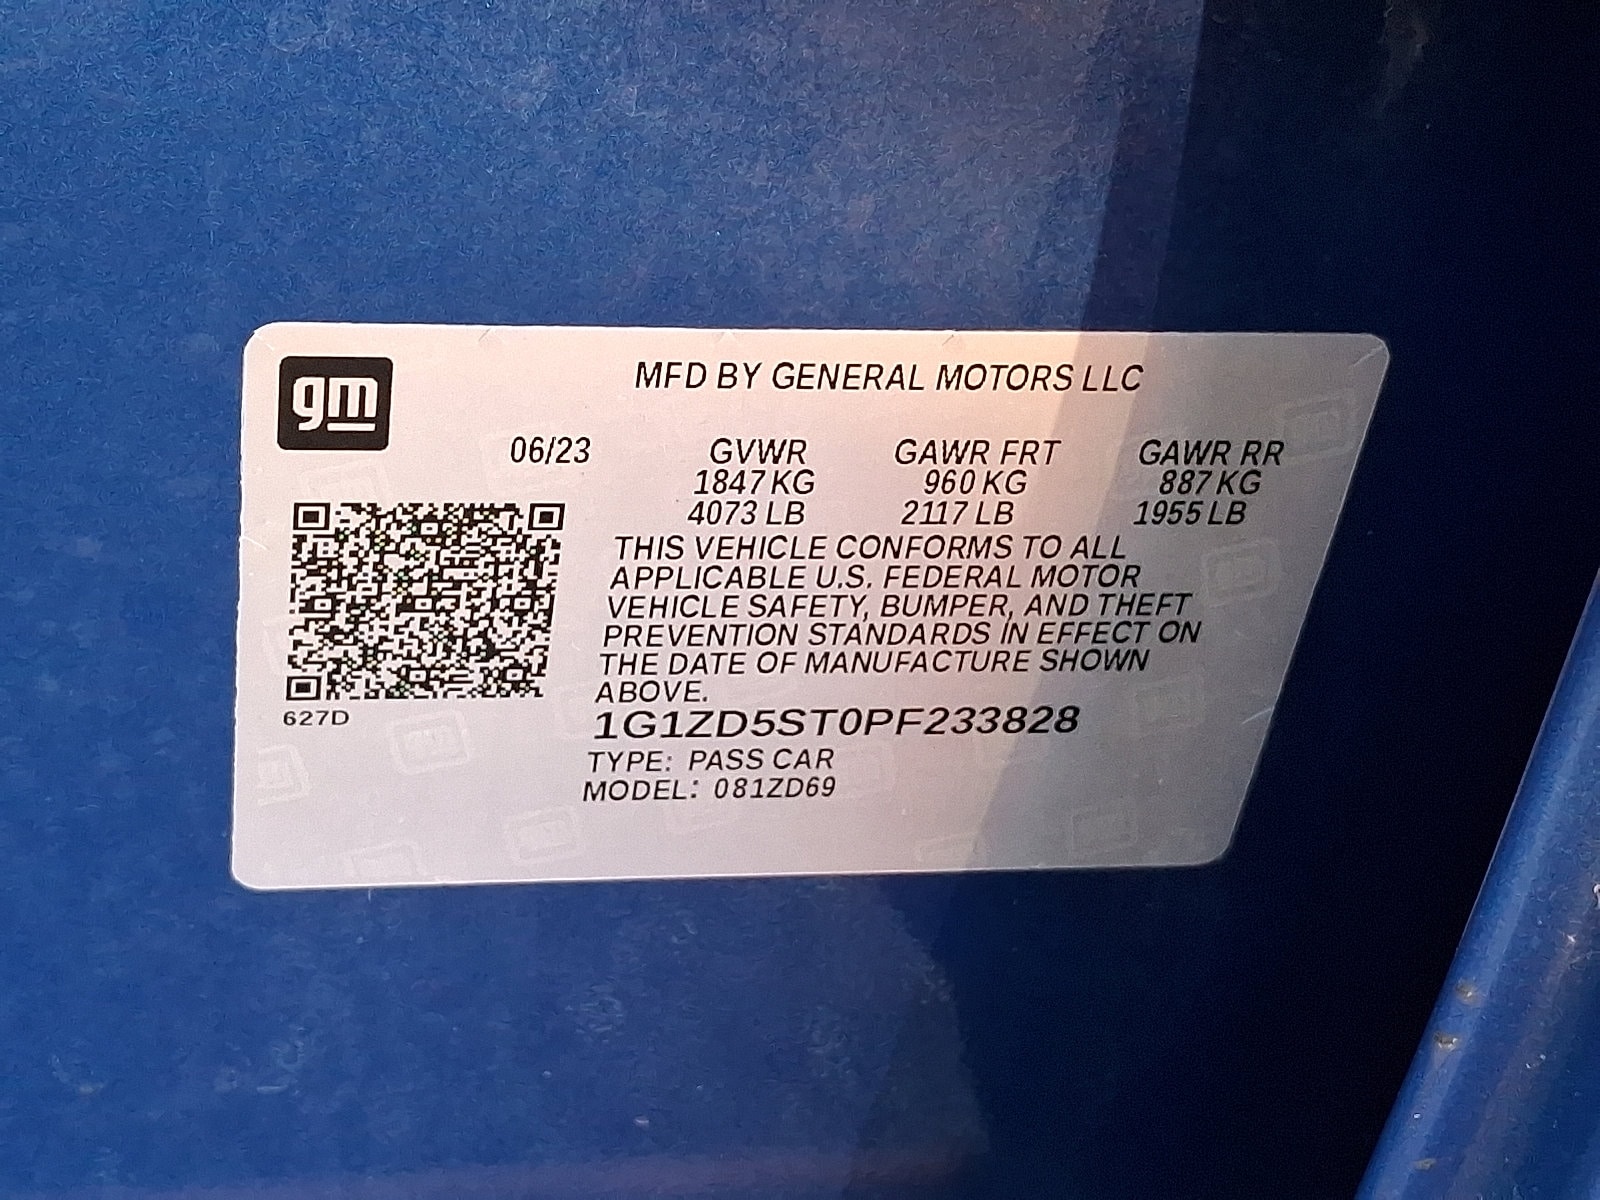 gm
MFD BY GENERAL MOTORS LLC
06/23 GVWR GAWR FRT GAWR RR
1847 KG 960 KG 887 KG
4073 LB 2117 LB 1955 LB
THIS VEHICLE CONFORMS TO ALL
APPLICABLE U.S. FEDERAL MOTOR
VEHICLE SAFETY, BUMPER, AND THEFT
PREVENTION STANDARDS IN EFFECT ON
THE DATE OF MANUFACTURE SHOWN
ABOVE.
627D
1G1ZD5ST0PF233828
TYPE: PASS CAR
MODEL: 081ZD69